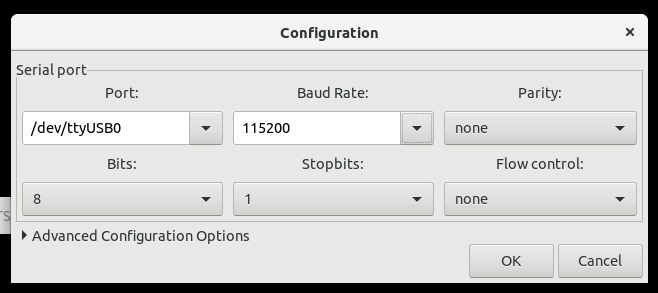 Configuration ×
Serial port
Port: Baud Rate: Parity:
/dev/ttyUSB0 115200 none
Bits: Stopbits: Flow control:
8 1 none
Advanced Configuration Options
OK Cancel